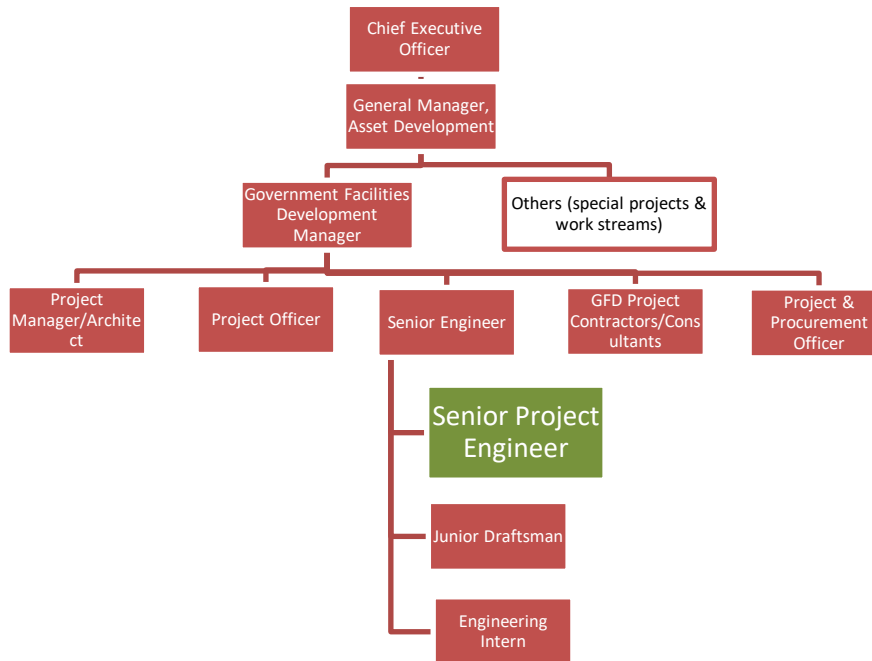 Chief Executive
Officer
General Manager,
Asset Development
Government Facilities
Development
Manager
Others (special projects &
work streams)
Project
Manager/Archite
ct
Project Officer
Senior Engineer
GFD Project
Contractors/Cons
ultants
Project &
Procurement
Officer
Senior Project
Engineer
Junior Draftsman
Engineering
Intern